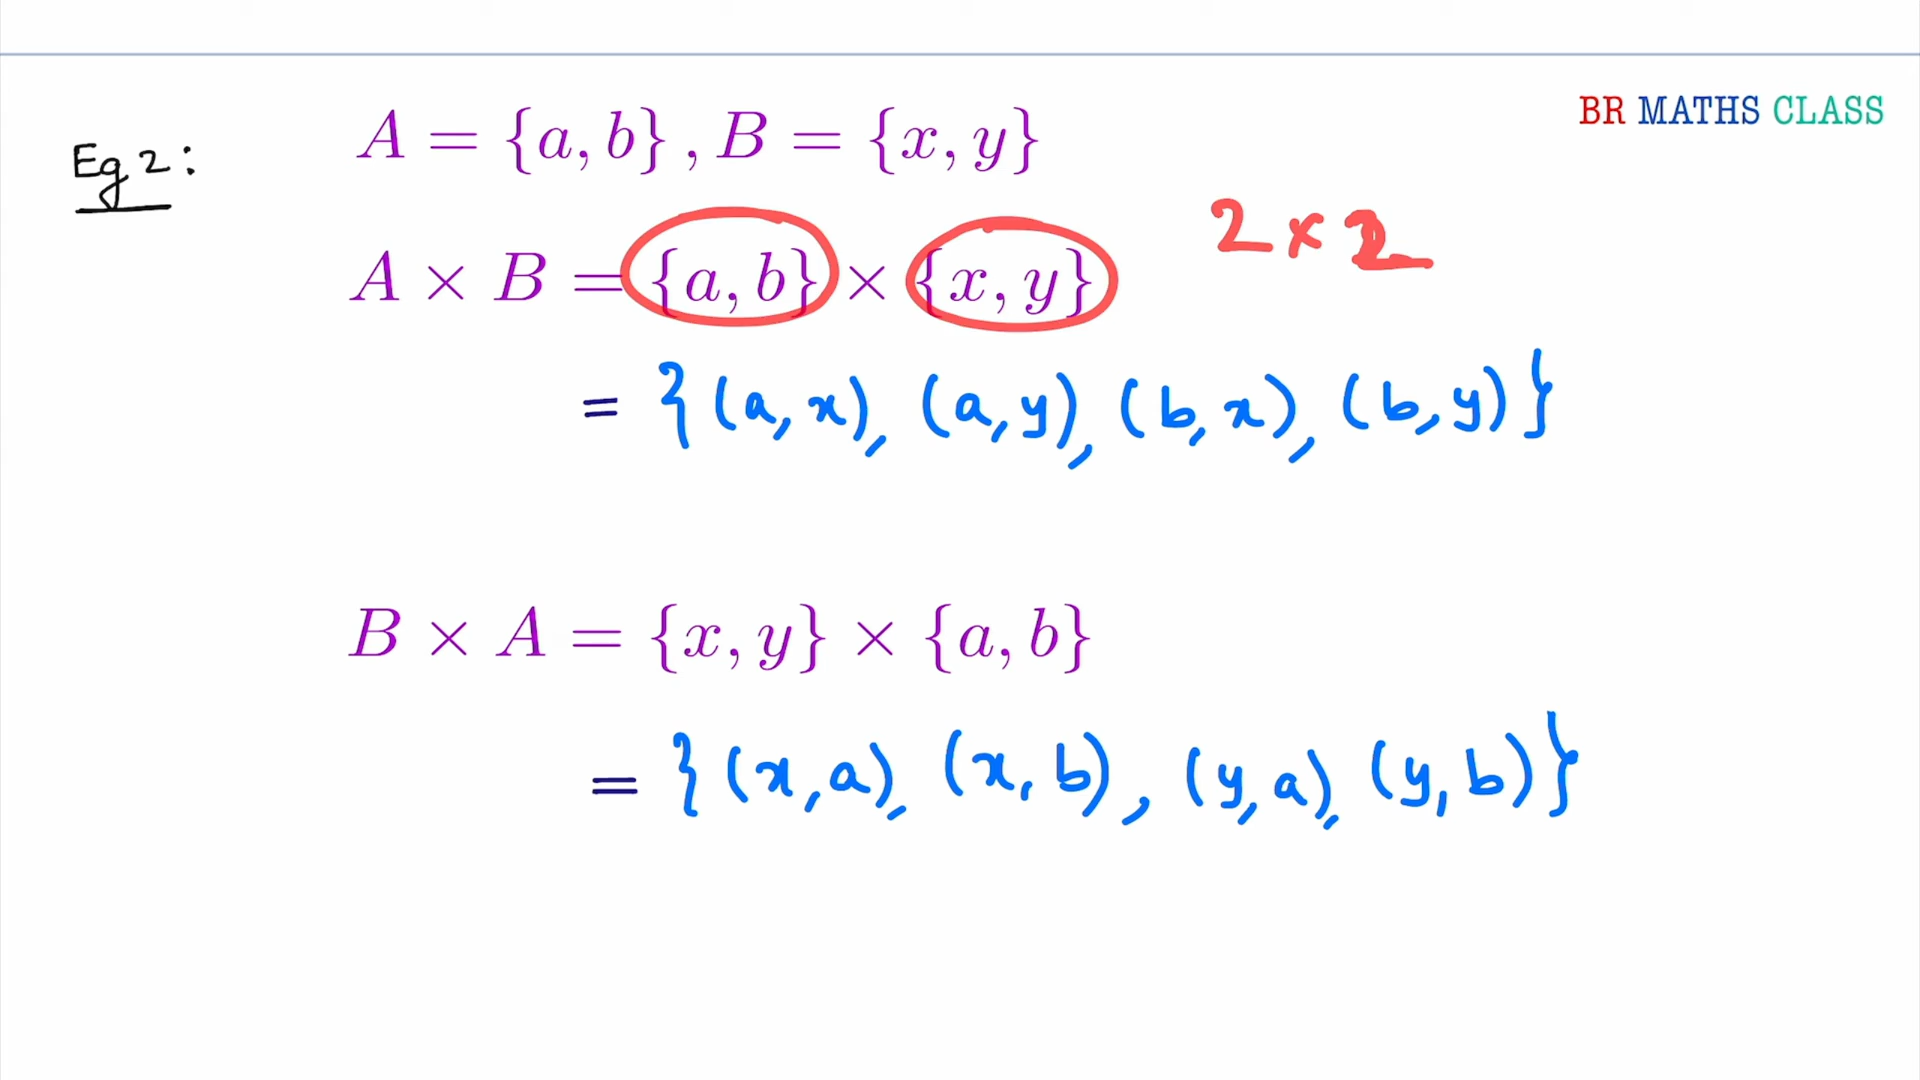 BR MATHS CLASS
Eg 2:
A = {a, b} , B = {x, y}
A × B = {a, b} × {x, y}
2 × 2
= {(a, x), (a, y), (b, x), (b, y)}
B × A = {x, y} × {a, b}
= {(x, a), (x, b), (y, a), (y, b)}